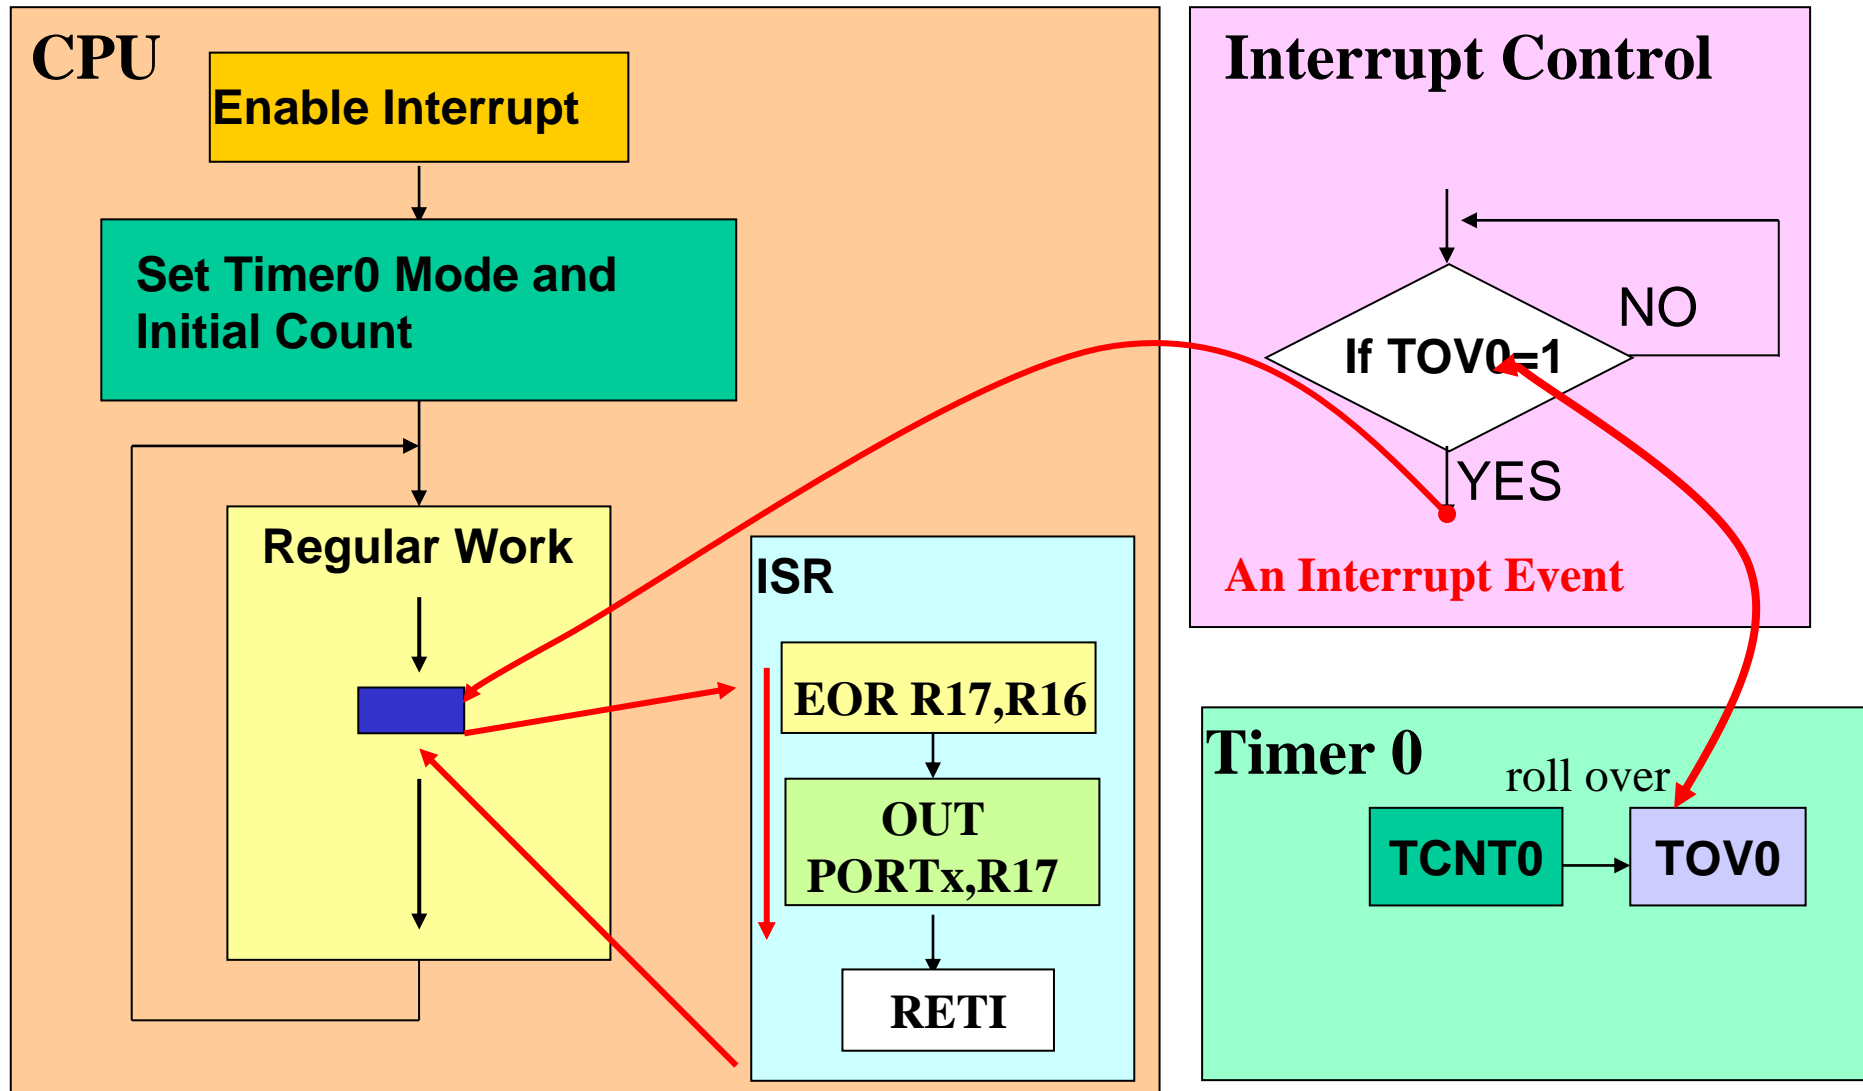 CPU
Enable Interrupt
Set Timer0 Mode and
Initial Count
Regular Work
ISR
EOR R17,R16
OUT
PORTx,R17
RETI
Interrupt Control
NO
If TOV0=1
YES
An Interrupt Event
Timer 0
roll over
TCNT0
TOV0